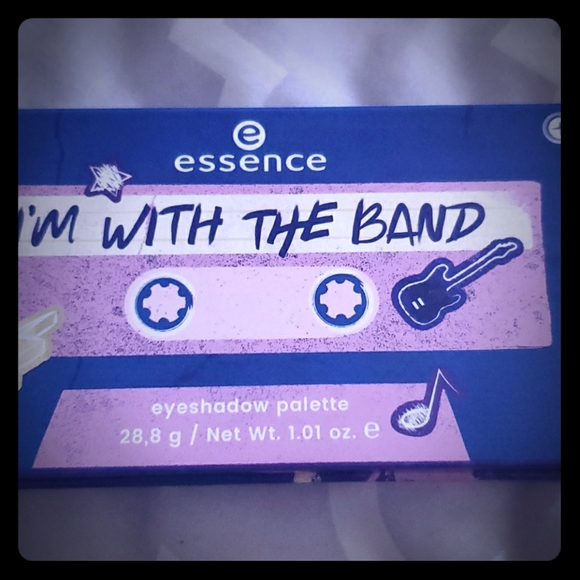 e
essence
I'M WITH THE BAND
eyeshadow palette
28,8 g / Net Wt. 1.01 oz. e